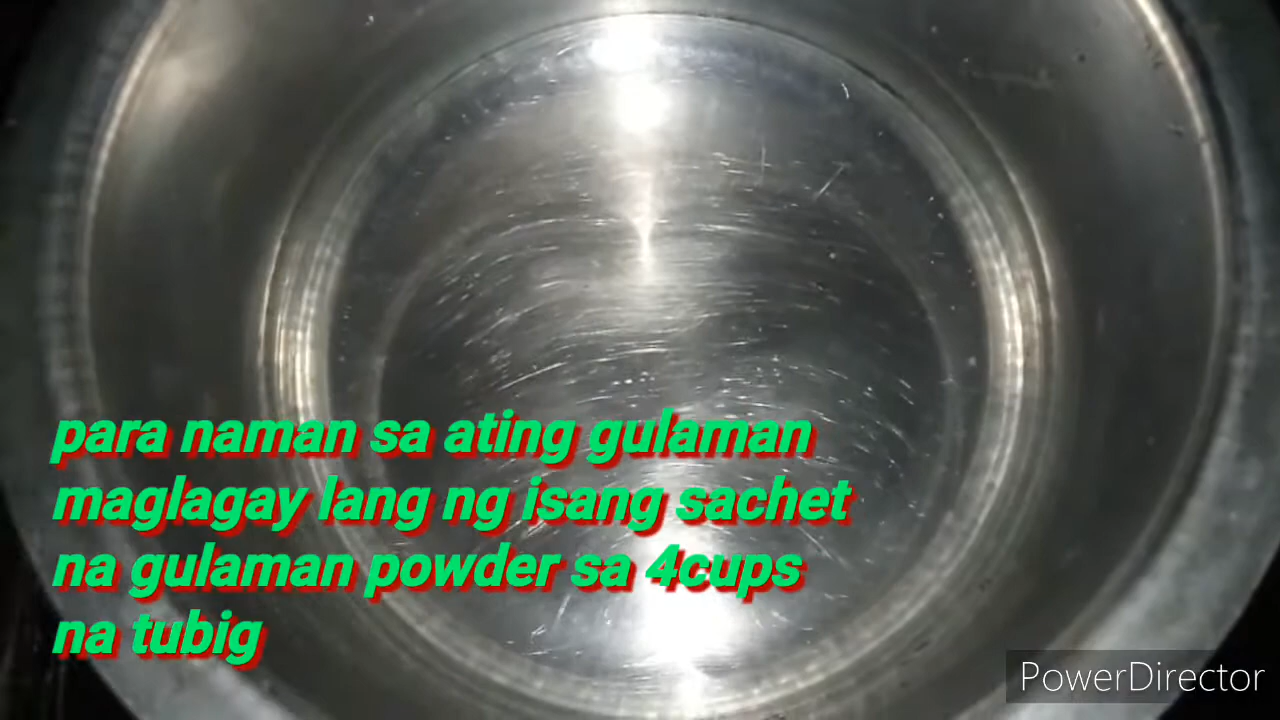 para naman sa ating gulaman
maglagay lang ng isang sachet
na gulaman powder sa 4cups
na tubig
PowerDirector